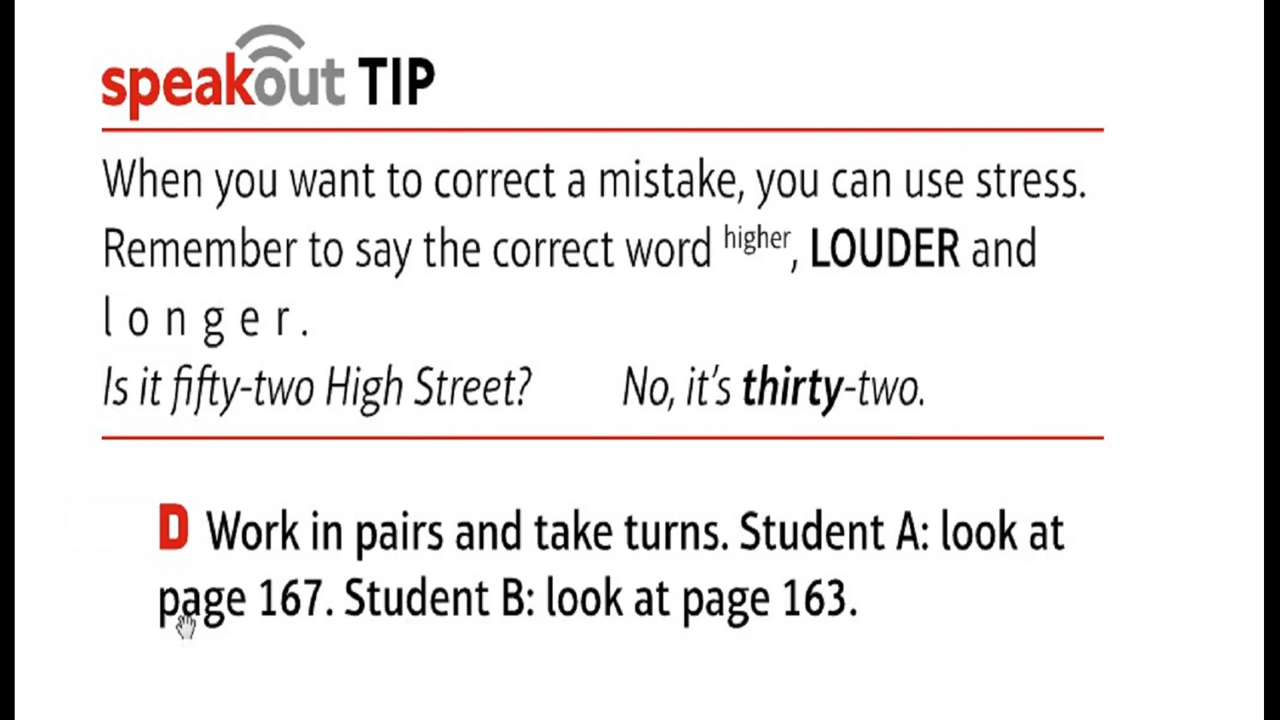 speakout TIP
When you want to correct a mistake, you can use stress.
Remember to say the correct word higher, LOUDER and
l o n g e r .
Is it fifty-two High Street? No, it's thirty-two.
D Work in pairs and take turns. Student A: look at
page 167. Student B: look at page 163.